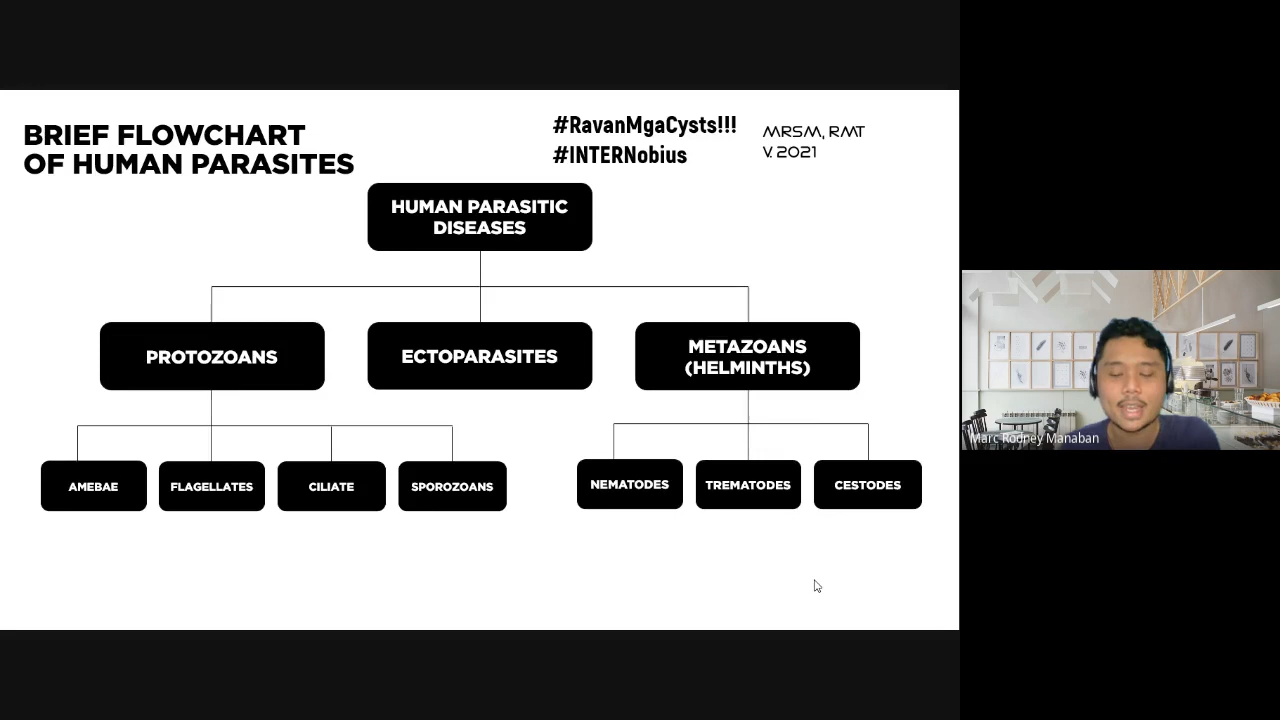 BRIEF FLOWCHART
OF HUMAN PARASITES
#RavanMgaCysts!!!
#INTERNobius
MRSM, RMT
V. 2021
HUMAN PARASITIC
DISEASES
PROTOZOANS
ECTOPARASITES
METAZOANS
(HELMINTHS)
AMEBAE
FLAGELLATES
CILIATE
SPOROZOANS
NEMATODES
TREMATODES
CESTODES
Marc Rodney Manaban